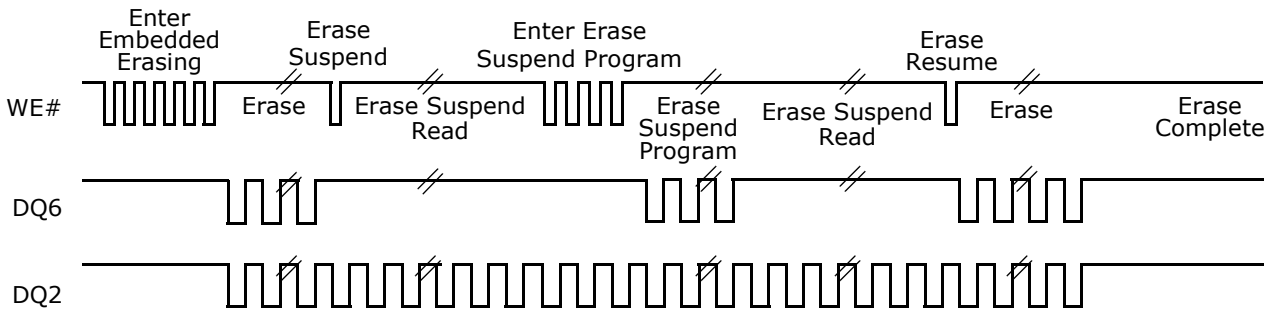 Enter
Embedded
Erasing
Erase
Suspend
Enter Erase
Suspend Program
Erase
Resume
WE#
Erase
Erase Suspend
Read
Erase
Suspend
Program
Erase Suspend
Read
Erase
Erase
Complete
DQ6
DQ2